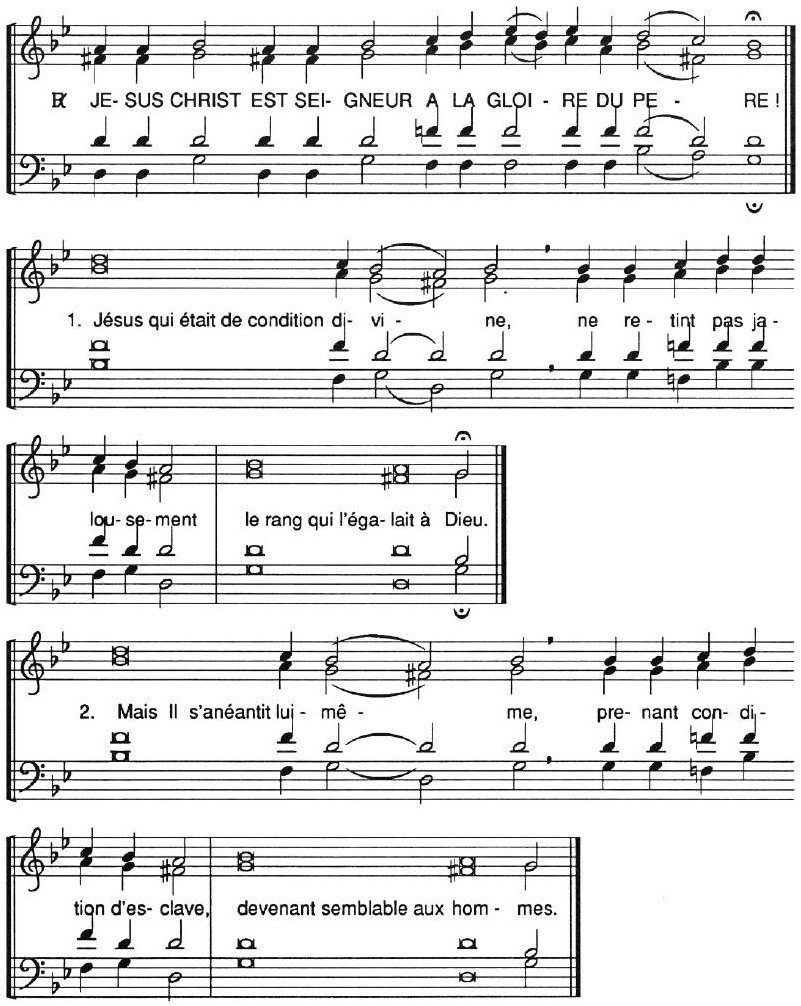 ℟ JE- SUS CHRIST EST SEI- GNEUR A LA GLOI - RE DU PE - RE !
1. Jésus qui était de condition di- vi - ne, ne re- tint pas ja-
lou- se- ment le rang qui l'éga- lait à Dieu.
2. Mais Il s'anéantit lui- mê - me, pre- nant con- di-
tion d'es- clave, devenant semblable aux hom - mes.